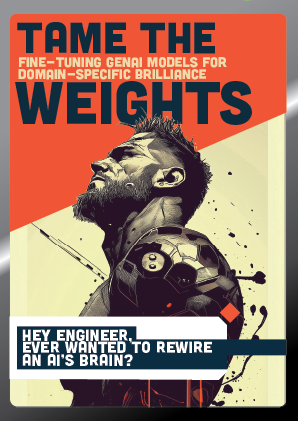 TAME THE
FINE-TUNING GENAI MODELS FOR
DOMAIN-SPECIFIC BRILLIANCE
WEIGHTS
HEY ENGINEER,
EVER WANTED TO REWIRE
AN AI'S BRAIN?